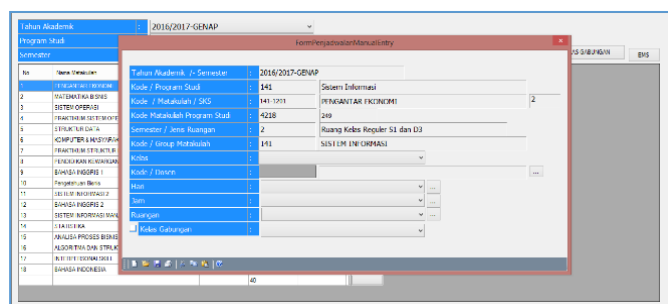 Tahun Akademik : 2016/2017-GENAP
Program Studi
Semester
FormPenjadwalanManualEntry
AS GABUNGAN
EMS
No Nama Matakuliah
1 PENGANTAR EKONOMI
2 MATEMATIKA BISNIS
3 SISTEM OPERASI
4 PRAKTIKUM SISTEM OPE
5 STRUKTUR DATA
6 KOMPUTER & MASYARAK
7 PRAKTIKUM STRUKTUR
8 PENDIDIKAN KEWARGAN
9 BAHASA INGGRIS 1
10 Pengetahuan Bisnis
11 SISTEM INFORMASI 2
12 BAHASA INGGRIS 2
13 SISTEM INFORMASI MAN
14 STATISTIKA
15 ANALISA PROSES BISNIS
16 ALGORITMA DAN STRUK
17 INTERPERSONAL SKILL
18 BAHASA INDONESIA
40
Tahun Akademik /- Semester : 2016/2017-GENAP
Kode / Program Studi : 141 Sistem Informasi
Kode / Matakuliah / SKS : 141-1201 PENGANTAR EKONOMI 2
Kode Matakuliah Program Studi : 4218 249
Semester / Jenis Ruangan : 2 Ruang Kelas Reguler S1 dan D3
Kode / Group Matakuliah : 141 SISTEM INFORMASI
Kelas :
Kode / Dosen : ...
Hari : ...
Jam : ...
Ruangan : ...
Kelas Gabungan :